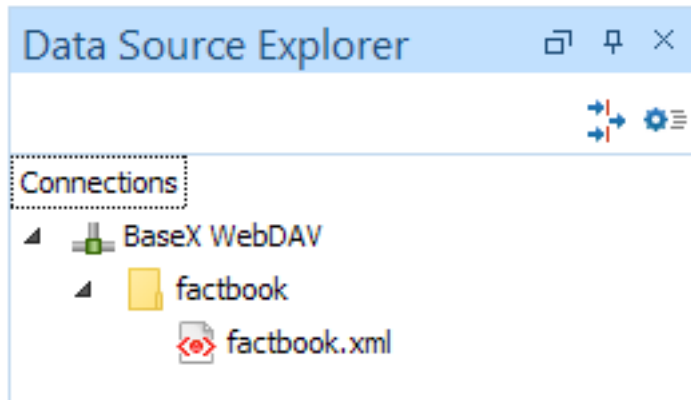 Data Source Explorer
Connections
BaseX WebDAV
factbook
factbook.xml